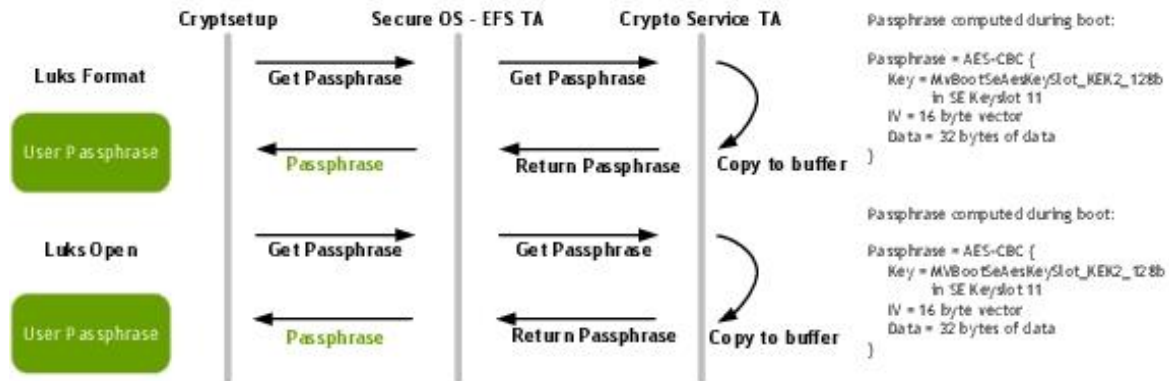 Cryptsetup
Secure OS - EFS TA
Crypto Service TA
Luks Format
User Passphrase
Get Passphrase
Get Passphrase
Passphrase
Return Passphrase
Copy to buffer
Passphrase computed during boot:
Passphrase = AES-CBC {
Key = MvBootSeAesKeySlot_KEK2_128b
in SE Keyslot 11
IV = 16 byte vector
Data = 32 bytes of data
}
Luks Open
User Passphrase
Get Passphrase
Get Passphrase
Passphrase
Return Passphrase
Copy to buffer
Passphrase computed during boot:
Passphrase = AES-CBC {
Key = MVBootSeAesKeySlot_KEK2_128b
in SE Keyslot 11
IV = 16 byte vector
Data = 32 bytes of data
}